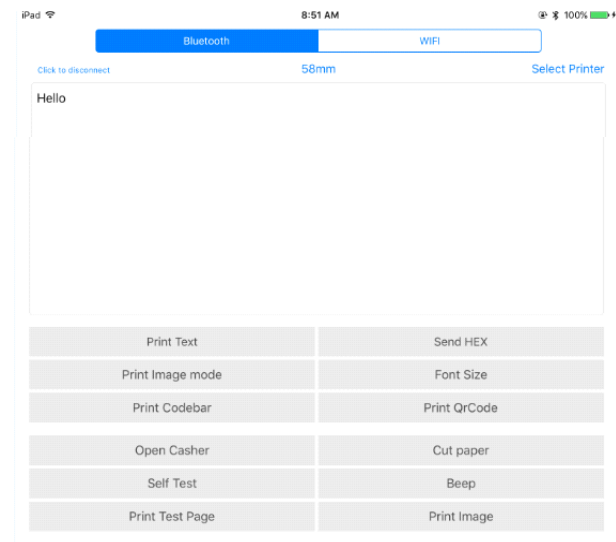 iPad 8:51 AM 100%
Bluetooth WIFI
Click to disconnect 58mm Select Printer
Hello
Print Text Send HEX
Print Image mode Font Size
Print Codebar Print QrCode
Open Casher Cut paper
Self Test Beep
Print Test Page Print Image